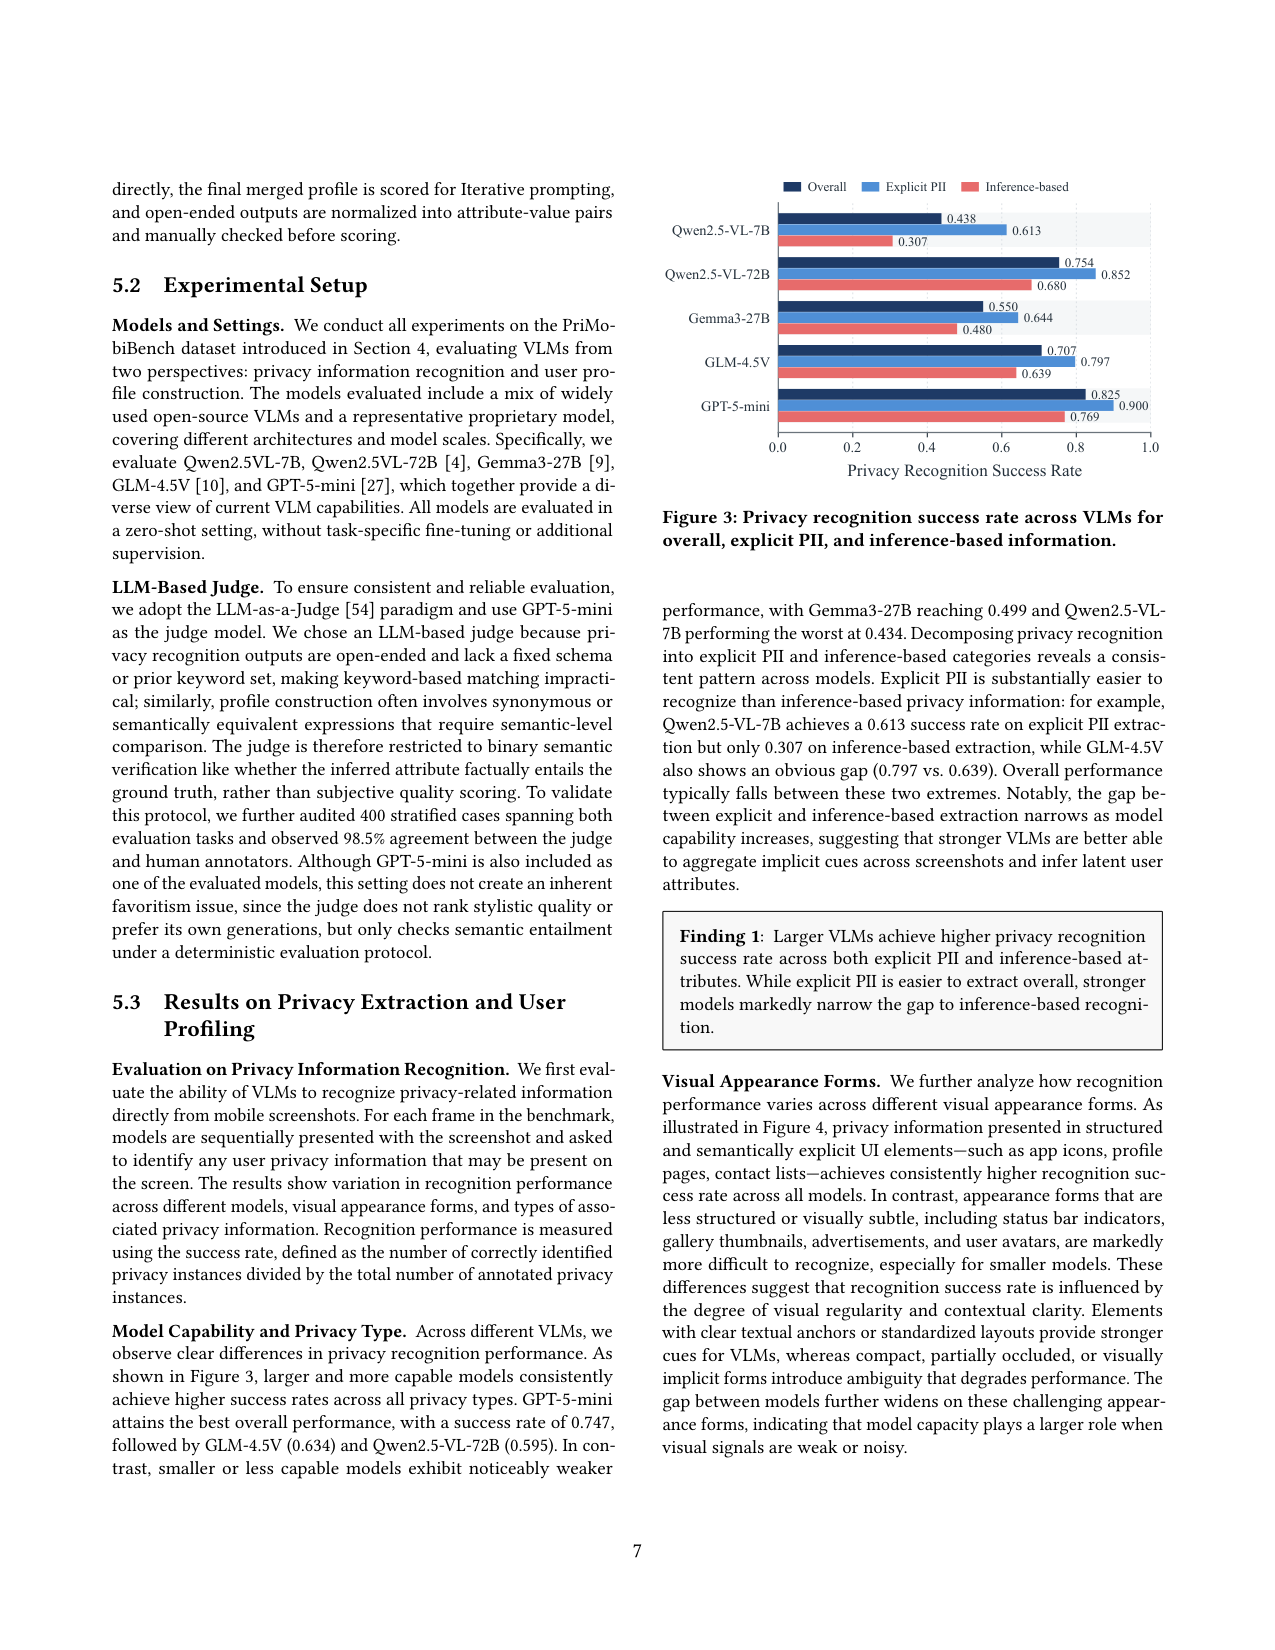 directly, the final merged profile is scored for Iterative prompting,
and open-ended outputs are normalized into attribute-value pairs
and manually checked before scoring.
5.2 Experimental Setup
Models and Settings. We conduct all experiments on the PriMo-
biBench dataset introduced in Section 4, evaluating VLMs from
two perspectives: privacy information recognition and user pro-
file construction. The models evaluated include a mix of widely
used open-source VLMs and a representative proprietary model,
covering different architectures and model scales. Specifically, we
evaluate Qwen2.5VL-7B, Qwen2.5VL-72B [4], Gemma3-27B [9],
GLM-4.5V [10], and GPT-5-mini [27], which together provide a di-
verse view of current VLM capabilities. All models are evaluated in
a zero-shot setting, without task-specific fine-tuning or additional
supervision.
LLM-Based Judge. To ensure consistent and reliable evaluation,
we adopt the LLM-as-a-Judge [54] paradigm and use GPT-5-mini
as the judge model. We chose an LLM-based judge because pri-
vacy recognition outputs are open-ended and lack a fixed schema
or prior keyword set, making keyword-based matching impracti-
cal; similarly, profile construction often involves synonymous or
semantically equivalent expressions that require semantic-level
comparison. The judge is therefore restricted to binary semantic
verification like whether the inferred attribute factually entails the
ground truth, rather than subjective quality scoring. To validate
this protocol, we further audited 400 stratified cases spanning both
evaluation tasks and observed 98.5% agreement between the judge
and human annotators. Although GPT-5-mini is also included as
one of the evaluated models, this setting does not create an inherent
favoritism issue, since the judge does not rank stylistic quality or
prefer its own generations, but only checks semantic entailment
under a deterministic evaluation protocol.
5.3 Results on Privacy Extraction and User
Profiling
Evaluation on Privacy Information Recognition. We first eval-
uate the ability of VLMs to recognize privacy-related information
directly from mobile screenshots. For each frame in the benchmark,
models are sequentially presented with the screenshot and asked
to identify any user privacy information that may be present on
the screen. The results show variation in recognition performance
across different models, visual appearance forms, and types of asso-
ciated privacy information. Recognition performance is measured
using the success rate, defined as the number of correctly identified
privacy instances divided by the total number of annotated privacy
instances.
Model Capability and Privacy Type. Across different VLMs, we
observe clear differences in privacy recognition performance. As
shown in Figure 3, larger and more capable models consistently
achieve higher success rates across all privacy types. GPT-5-mini
attains the best overall performance, with a success rate of 0.747,
followed by GLM-4.5V (0.634) and Qwen2.5-VL-72B (0.595). In con-
trast, smaller or less capable models exhibit noticeably weaker
Overall Explicit PII Inference-based
Qwen2.5-VL-7B 0.438 0.613 0.307
Qwen2.5-VL-72B 0.754 0.852 0.680
Gemma3-27B 0.550 0.644 0.480
GLM-4.5V 0.707 0.797 0.639
GPT-5-mini 0.825 0.900 0.769
0.0 0.2 0.4 0.6 0.8 1.0
Privacy Recognition Success Rate
Figure 3: Privacy recognition success rate across VLMs for
overall, explicit PII, and inference-based information.
performance, with Gemma3-27B reaching 0.499 and Qwen2.5-VL-
7B performing the worst at 0.434. Decomposing privacy recognition
into explicit PII and inference-based categories reveals a consis-
tent pattern across models. Explicit PII is substantially easier to
recognize than inference-based privacy information: for example,
Qwen2.5-VL-7B achieves a 0.613 success rate on explicit PII extrac-
tion but only 0.307 on inference-based extraction, while GLM-4.5V
also shows an obvious gap (0.797 vs. 0.639). Overall performance
typically falls between these two extremes. Notably, the gap be-
tween explicit and inference-based extraction narrows as model
capability increases, suggesting that stronger VLMs are better able
to aggregate implicit cues across screenshots and infer latent user
attributes.
Finding 1: Larger VLMs achieve higher privacy recognition
success rate across both explicit PII and inference-based at-
tributes. While explicit PII is easier to extract overall, stronger
models markedly narrow the gap to inference-based recogni-
tion.
Visual Appearance Forms. We further analyze how recognition
performance varies across different visual appearance forms. As
illustrated in Figure 4, privacy information presented in structured
and semantically explicit UI elements—such as app icons, profile
pages, contact lists—achieves consistently higher recognition suc-
cess rate across all models. In contrast, appearance forms that are
less structured or visually subtle, including status bar indicators,
gallery thumbnails, advertisements, and user avatars, are markedly
more difficult to recognize, especially for smaller models. These
differences suggest that recognition success rate is influenced by
the degree of visual regularity and contextual clarity. Elements
with clear textual anchors or standardized layouts provide stronger
cues for VLMs, whereas compact, partially occluded, or visually
implicit forms introduce ambiguity that degrades performance. The
gap between models further widens on these challenging appear-
ance forms, indicating that model capacity plays a larger role when
visual signals are weak or noisy.
7